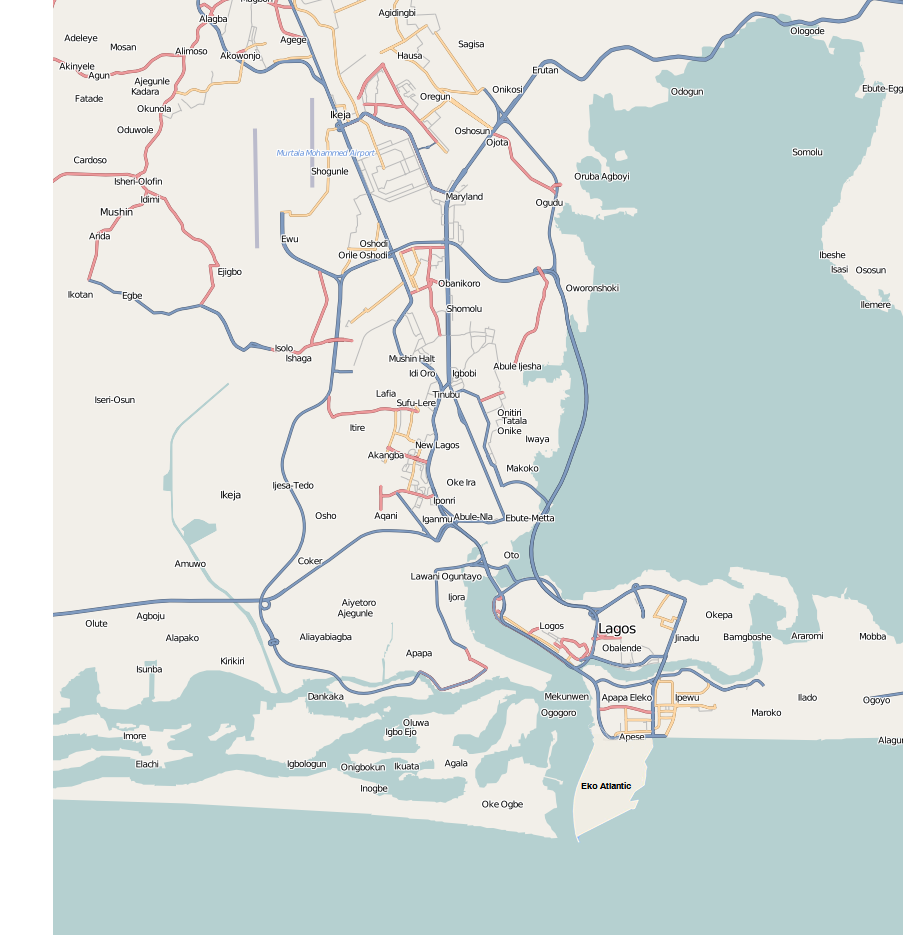 Magbon
Agidingbi
Alagba
Ologode
Adeleye
Agege
Sagisa
Mosan
Alimoso
Akowonjo
Hausa
Akinyele
Agun
Erutan
Ajegunle
Kadara
Onikosi
Odogun
Ebute-Egg
Fatade
Oregun
Okunola
Ikeja
Oduwole
Oshosun
Ojota
Murtala Mohammed Airport
Somolu
Cardoso
Shogunle
Oruba Agboyi
Isheri-Olofin
Idimi
Maryland
Ogudu
Mushin
Arida
Ewu
Oshodi
Orile Oshodi
Ibeshe
Isasi
Ososun
Ejigbo
Obanikoro
Oworonshoki
Ikotan
Egbe
Shomolu
Ilemere
Isolo
Ishaga
Mushin Halt
Abule Ijesha
Idi Oro
Igbobi
Iseri-Osun
Lafia
Tinubu
Sufu-Lere
Onitiri
Tatala
Onike
Itire
Iwaya
New Lagos
Akangba
Makoko
Ijesa-Tedo
Oke Ira
Ikeja
Iponri
Osho
Aqani
Iganmu
Abule-Nla
Ebute-Metta
Oto
Amuwo
Coker
Lawani Oguntayo
Ijora
Aiyetoro
Ajegunle
Agboju
Olute
Okepa
Logos
Lagos
Alapako
Aliayabiagba
Jinadu
Bamgboshe
Araromi
Mobba
Obalende
Apapa
Kirikiri
Isunba
Dankaka
Mekunwen
Apapa Eleko
Ipewu
Ilado
Ogoyo
Ogogoro
Maroko
Oluwa
Igbo Ejo
Imore
Apese
Alagu
Elachi
Igbologun
Onigbokun
Ikuata
Agala
Inogbe
Eko Atlantic
Oke Ogbe